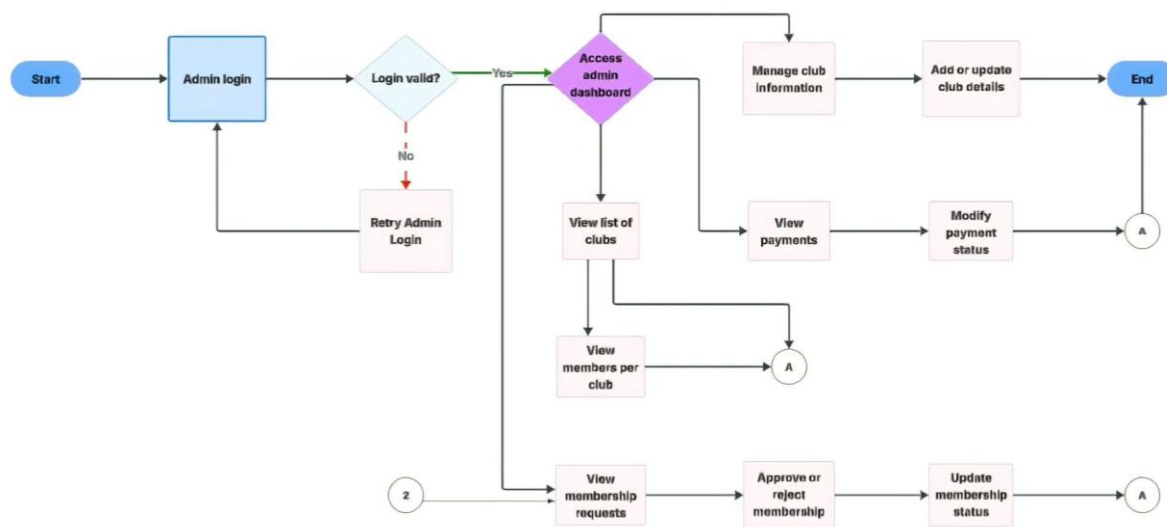 Start
Admin login
Login valid?
Yes
No
Retry Admin
Login
Access
admin
dashboard
Manage club
information
Add or update
club details
End
View list of
clubs
View
payments
Modify
payment
status
A
View
members per
club
A
2
View
membership
requests
Approve or
reject
membership
Update
membership
status
A